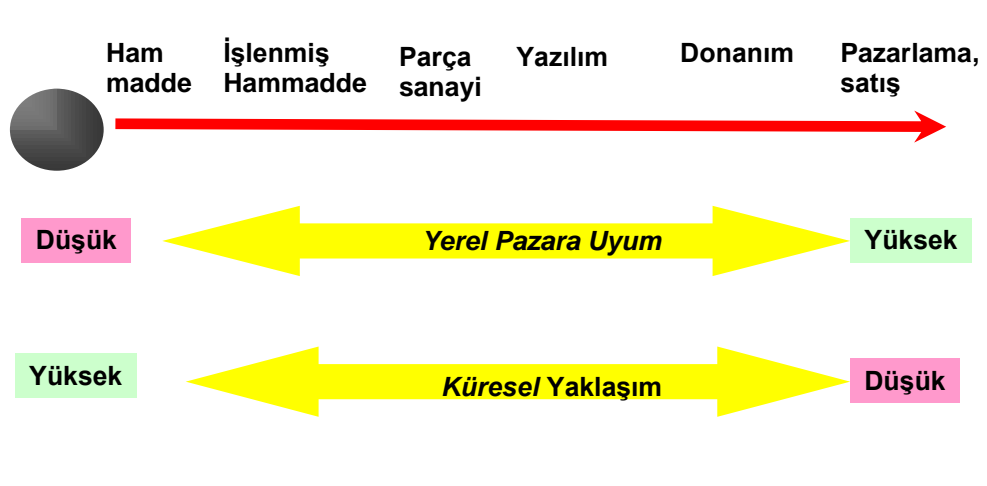 Ham
madde
İşlenmiş
Hammadde
Parça
sanayi
Yazılım
Donanım
Pazarlama,
satış
Düşük
Yerel Pazara Uyum
Yüksek
Yüksek
Küresel Yaklaşım
Düşük